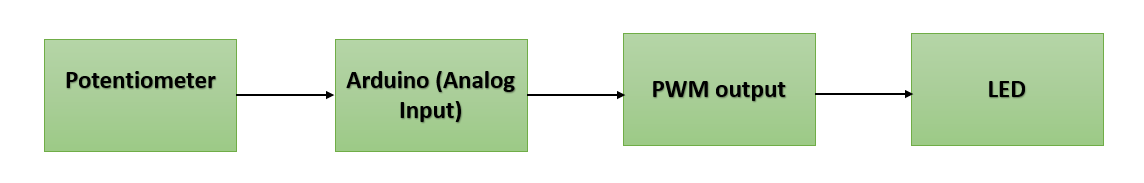 Potentiometer
Arduino (Analog
Input)
PWM output
LED